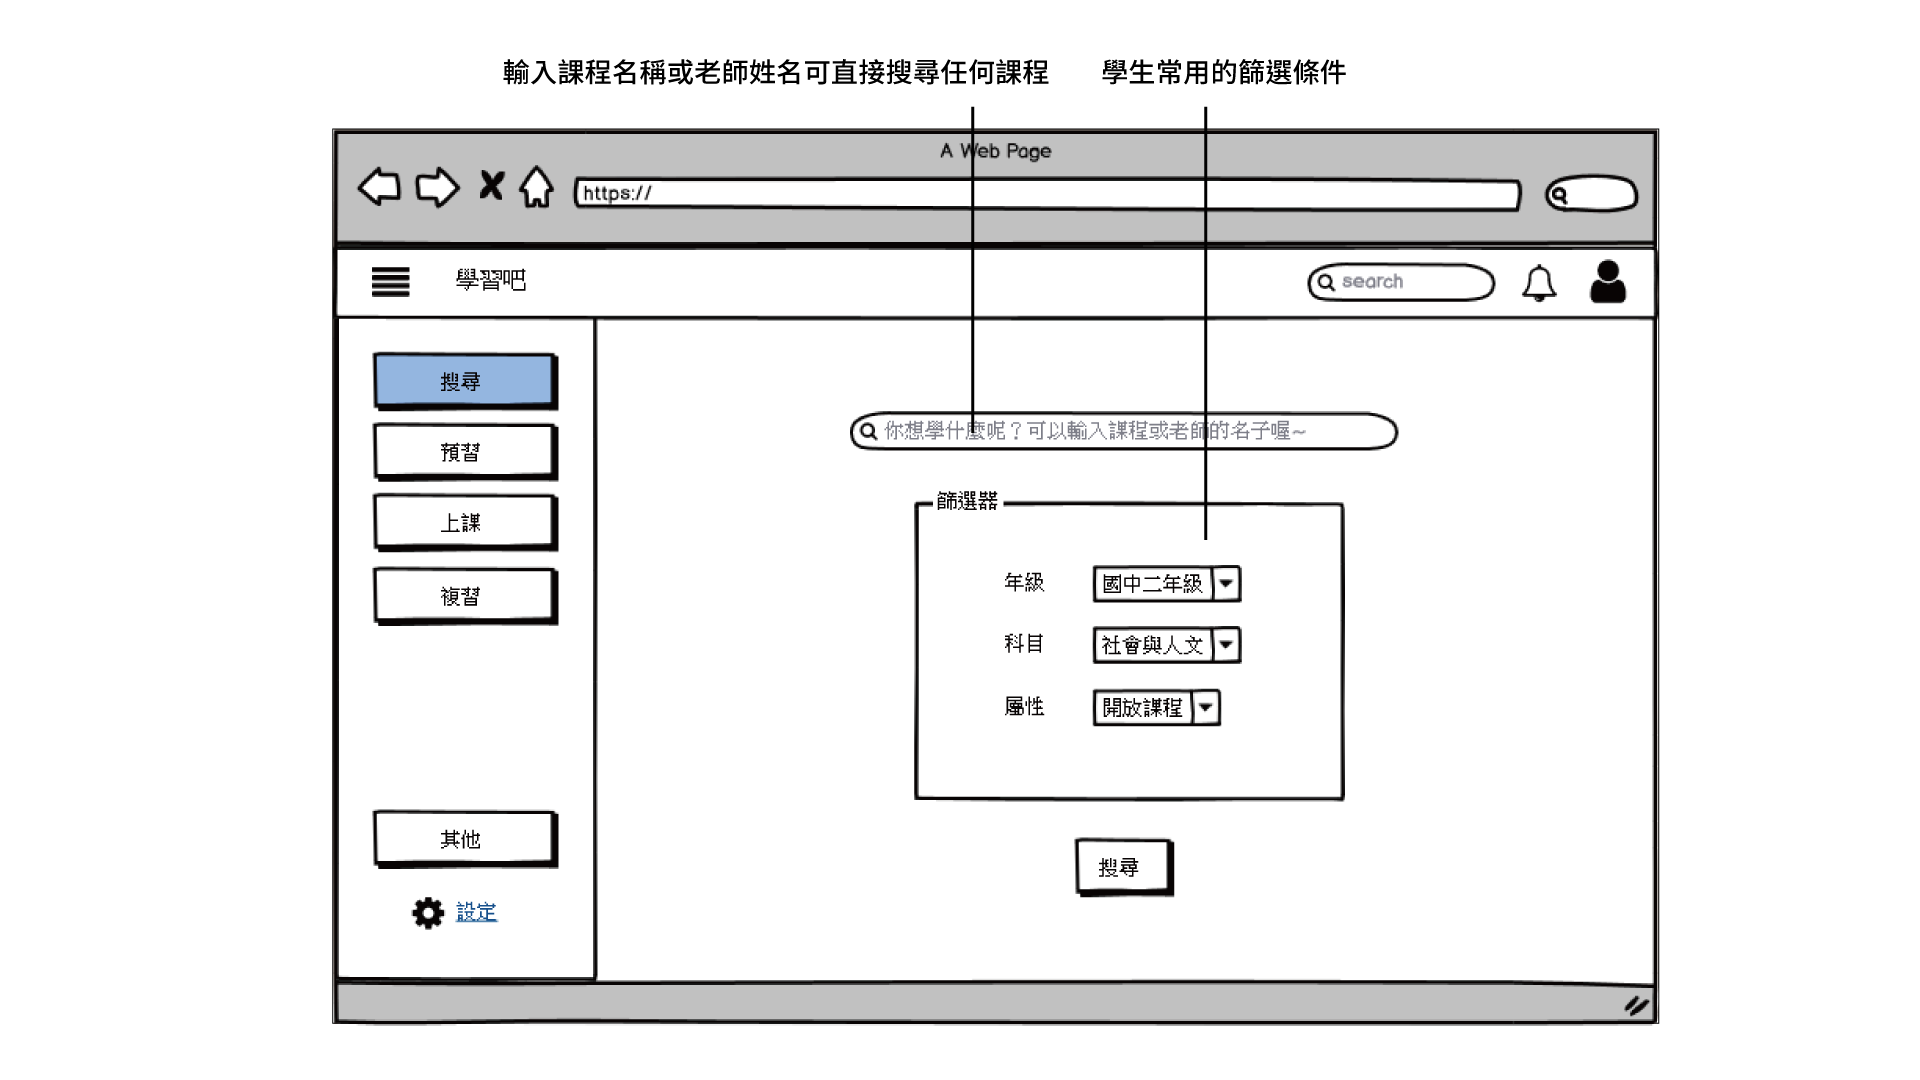 輸入課程名稱或老師姓名可直接搜尋任何課程
學生常用的篩選條件
A Web Page
https://
學習吧
search
搜尋
預習
上課
複習
其他
設定
你想學什麼呢？可以輸入課程或老師的名子喔~
篩選器
年級 國中二年級
科目 社會與人文
屬性 開放課程
搜尋